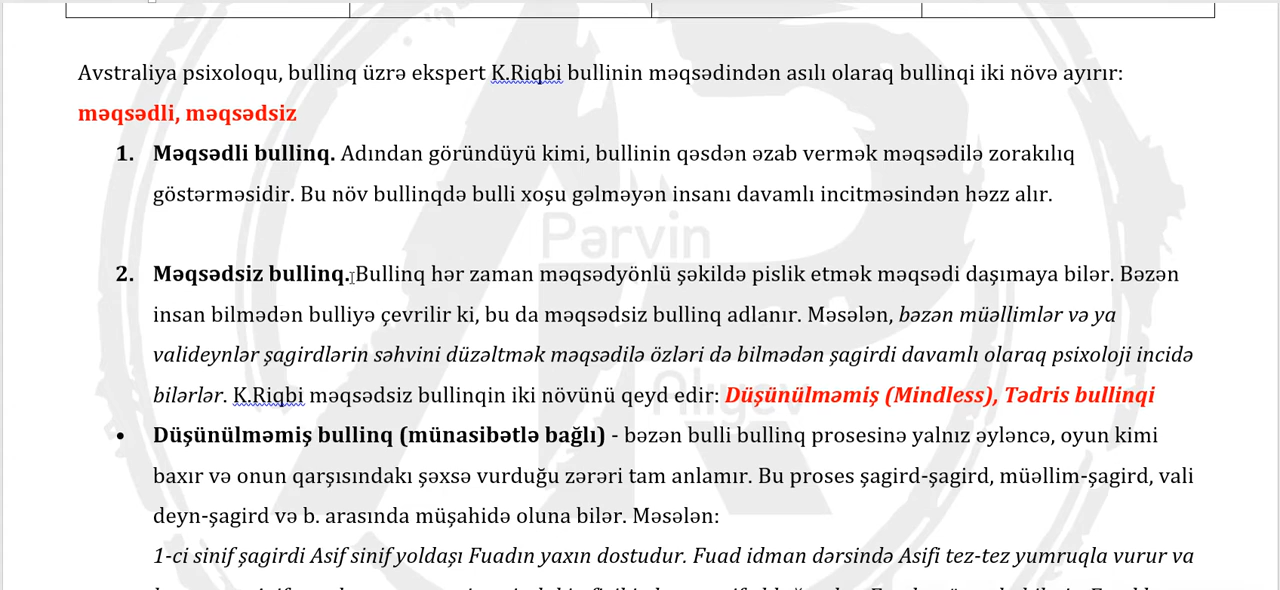 Avstraliya psixoloqu, bullinq üzrə ekspert K.Riqbi bullinin məqsədindən asılı olaraq bullinqi iki növə ayırır:
məqsədli, məqsədsiz
1. Məqsədli bullinq. Adından göründüyü kimi, bullinin qəsdən əzab vermək məqsədilə zorakılıq
göstərməsidir. Bu növ bullinqdə bulli xoşu gəlməyən insanı davamlı incitməsindən həzz alır.
Parvin
2. Məqsədsiz bullinq. Bullinq hər zaman məqsədyönlü şəkildə pislik etmək məqsədi daşımaya bilər. Bəzən
insan bilmədən bulliyə çevrilir ki, bu da məqsədsiz bullinq adlanır. Məsələn, bəzən müəllimlər və ya
valideynlər şagirdlərin səhvini düzəltmək məqsədilə özləri də bilmədən şagirdi davamlı olaraq psixoloji incidə
bilərlər. K.Riqbi məqsədsiz bullinqin iki növünü qeyd edir: Düşünülməmiş (Mindless), Tədris bullinqi
Aliyev
• Düşünülməmiş bullinq (münasibətlə bağlı) - bəzən bulli bullinq prosesinə yalnız əyləncə, oyun kimi
baxır və onun qarşısındakı şəxsə vurduğu zərəri tam anlamır. Bu proses şagird-şagird, müəllim-şagird, vali
deyn-şagird və b. arasında müşahidə oluna bilər. Məsələn:
1-ci sinif şagirdi Asif sinif yoldaşı Fuadın yaxın dostudur. Fuad idman dərsində Asifi tez-tez yumruqla vurur va